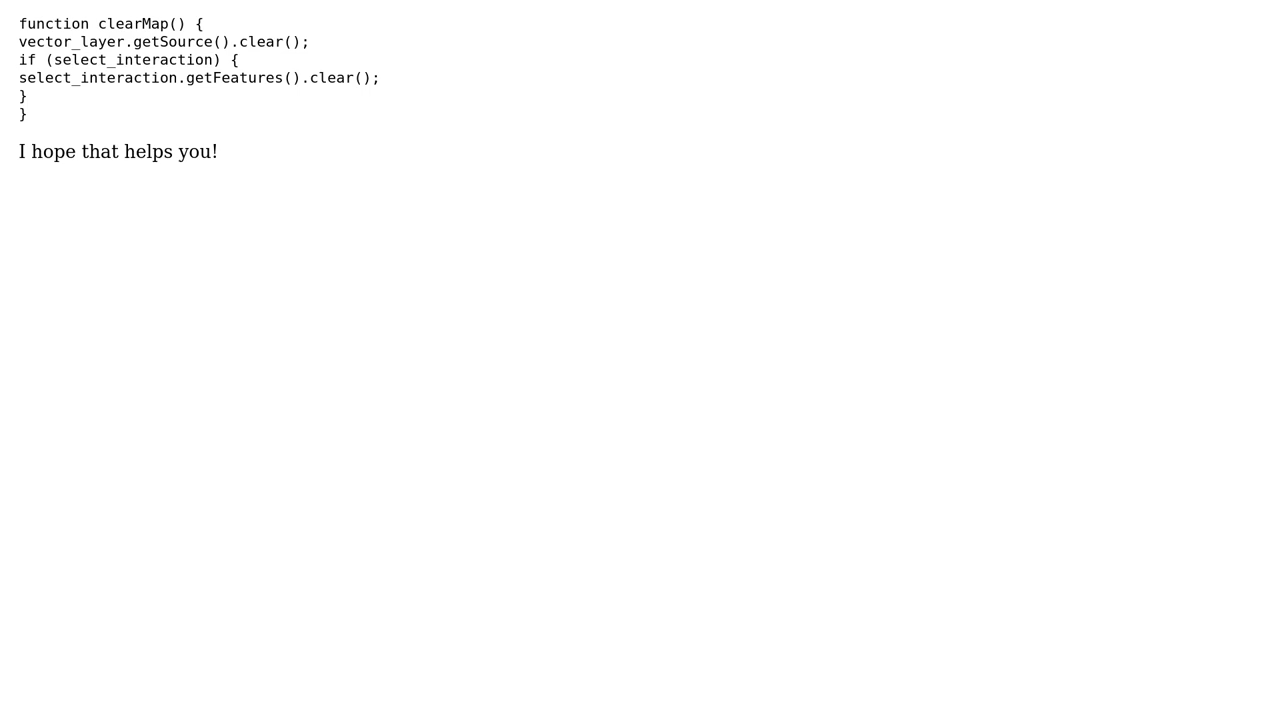 function clearMap() {
vector_layer.getSource().clear();
if (select_interaction) {
select_interaction.getFeatures().clear();
}
}
I hope that helps you!